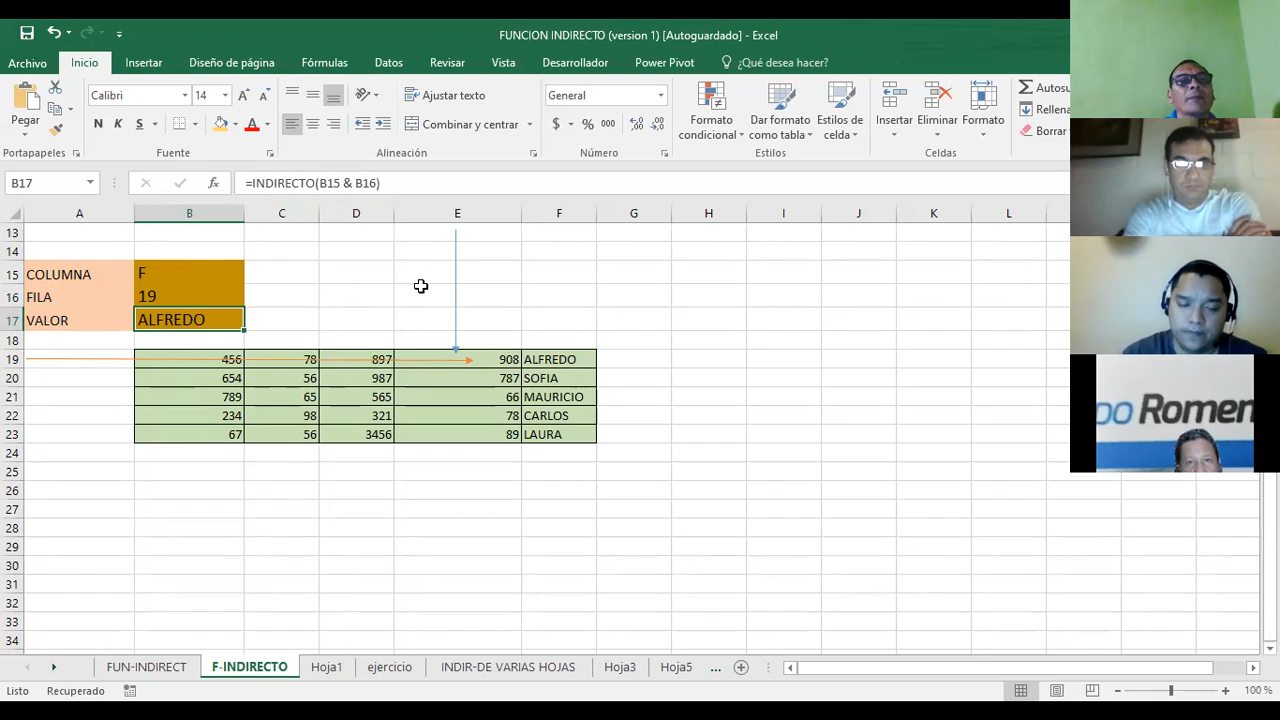 FUNCION INDIRECTO (version 1) [Autoguardado] - Excel
Archivo Inicio Insertar Diseño de página Fórmulas Datos Revisar Vista Desarrollador Power Pivot ¿Qué desea hacer?
Pegar
Calibri 14
N K S
Ajustar texto
Combinar y centrar
General
$ % 000
Formato condicional
Dar formato como tabla
Estilos de celda
Insertar
Eliminar
Formato
Autosu
Rellena
Borrar
Portapapeles Fuente Alineación Número Estilos Celdas
B17 fx =INDIRECTO(B15 & B16)
A B C D E F G H I J K L
13
14
15 COLUMNA F
16 FILA 19
17 VALOR ALFREDO
18
19 456 78 897 908 ALFREDO
20 654 56 987 787 SOFIA
21 789 65 565 66 MAURICIO
22 234 98 321 78 CARLOS
23 67 56 3456 89 LAURA
24
25
26
27
28
29
30
31
32
33
34
FUN-INDIRECT F-INDIRECTO Hoja1 ejercicio INDIR-DE VARIAS HOJAS Hoja3 Hoja5 ...
Listo Recuperado 100 %
po Romen